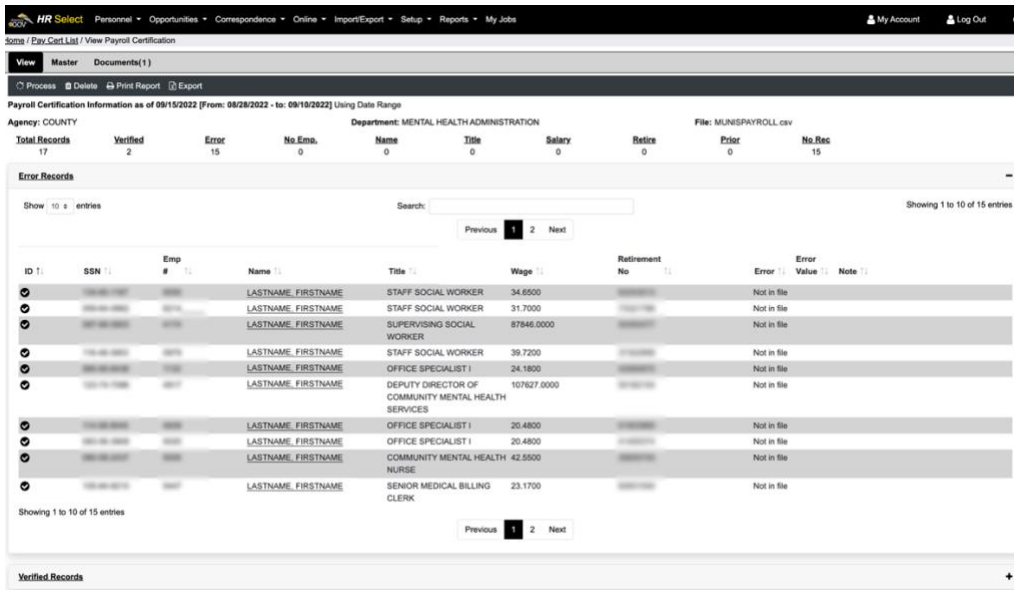 eGOV HR Select Personnel Opportunities Correspondence Online Import/Export Setup Reports My Jobs My Account Log Out
Home / Pay Cert List / View Payroll Certification
View Master Documents(1)
Process Delete Print Report Export
Payroll Certification Information as of 09/15/2022 [From: 08/28/2022 - to: 09/10/2022] Using Date Range
Agency: COUNTY Department: MENTAL HEALTH ADMINISTRATION File: MUNISPAYROLL.csv
Total Records Verified Error No Emp. Name Title Salary Retire Prior No Rec
17 2 15 0 0 0 0 0 0 15
Error Records
Show 10 entries Search: Showing 1 to 10 of 15 entries
Previous 1 2 Next
ID SSN Emp # Name Title Wage Retirement No Error Error Value Note
LASTNAME, FIRSTNAME STAFF SOCIAL WORKER 34.6500 Not in file
LASTNAME, FIRSTNAME STAFF SOCIAL WORKER 31.7000 Not in file
LASTNAME, FIRSTNAME SUPERVISING SOCIAL 87846.0000 Not in file
WORKER
LASTNAME, FIRSTNAME STAFF SOCIAL WORKER 39.7200 Not in file
LASTNAME, FIRSTNAME OFFICE SPECIALIST I 24.1800 Not in file
LASTNAME, FIRSTNAME DEPUTY DIRECTOR OF 107627.0000 Not in file
COMMUNITY MENTAL HEALTH
SERVICES
LASTNAME, FIRSTNAME OFFICE SPECIALIST I 20.4800 Not in file
LASTNAME, FIRSTNAME OFFICE SPECIALIST I 20.4800 Not in file
LASTNAME, FIRSTNAME COMMUNITY MENTAL HEALTH 42.5500 Not in file
NURSE
LASTNAME, FIRSTNAME SENIOR MEDICAL BILLING 23.1700 Not in file
CLERK
Showing 1 to 10 of 15 entries
Previous 1 2 Next
Verified Records